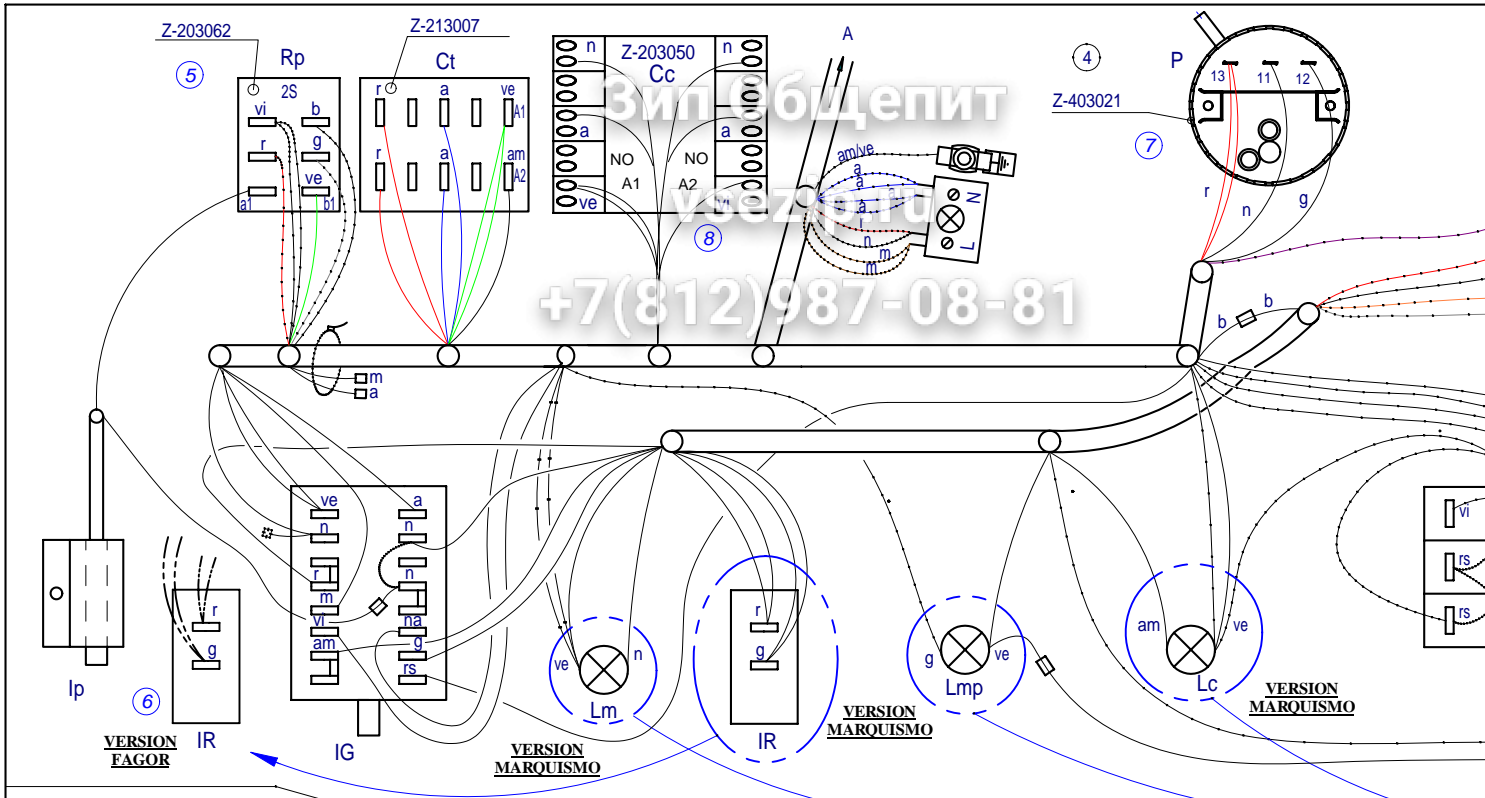 Z-203062
5
Rp
2S
vi
b
r
g
ve
a1
b1
Z-213007
Ct
r
a
ve
A1
r
a
am
A2
Z-203050
Cc
n
n
a
a
NO
A1
NO
A2
ve
vi
8
A
am/ve
a
a
a
a
r
n
m
m
N
L
4
P
13
11
12
Z-403021
7
r
n
g
Зип Общепит
vsezip.ru
+7(812)987-08-81
m
a
b
b
Ip
6
r
g
VERSION
FAGOR
IR
ve
a
n
n
r
n
m
vi
na
am
g
rs
IG
VERSION
MARQUISMO
ve
n
Lm
r
g
IR
VERSION
MARQUISMO
g
ve
Lmp
am
ve
Lc
VERSION
MARQUISMO
vi
rs
rs